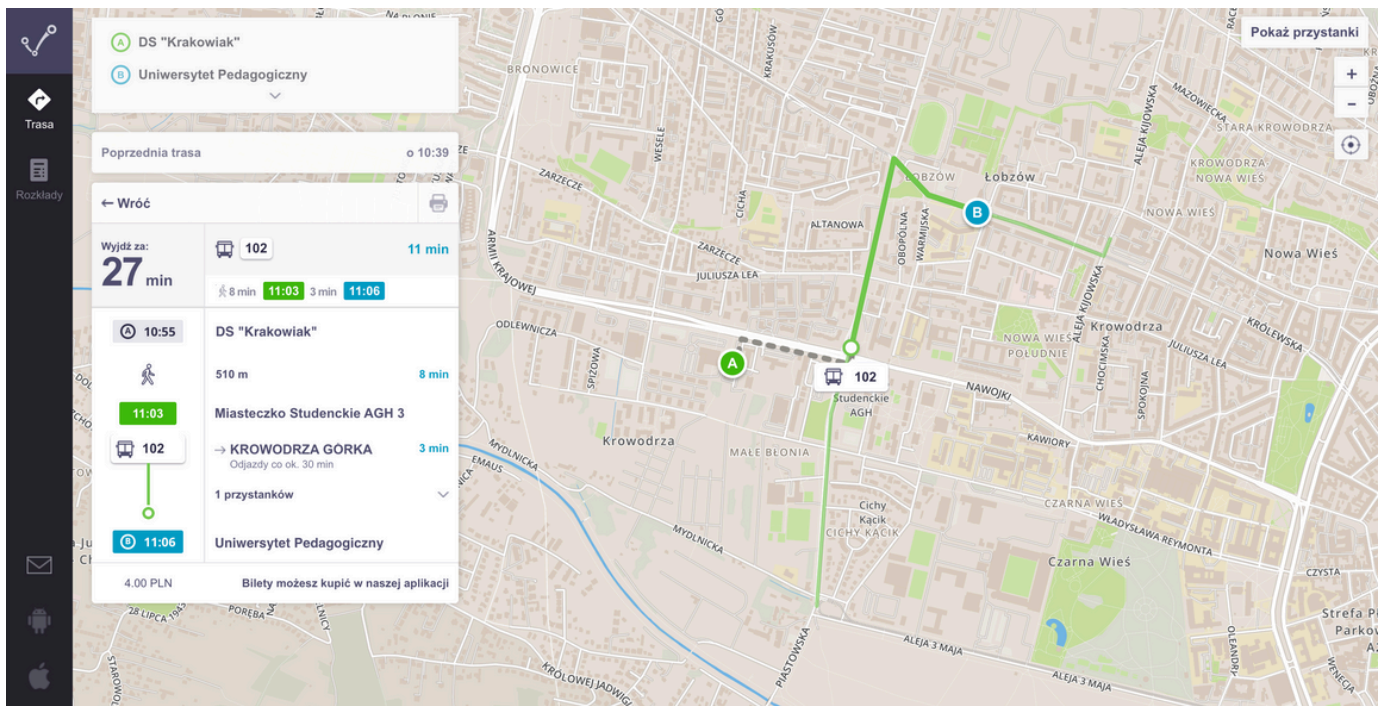 Trasa
Rozkłady
A DS "Krakowiak"
B Uniwersytet Pedagogiczny
Poprzednia trasa o 10:39
← Wróć
Wyjdź za:
27 min
102 11 min
8 min 11:03 3 min 11:06
A 10:55 DS "Krakowiak"
510 m 8 min
11:03 Miasteczko Studenckie AGH 3
102 → KROWODRZA GÓRKA 3 min
Odjazdy co ok. 30 min
1 przystanków
B 11:06 Uniwersytet Pedagogiczny
4.00 PLN Bilety możesz kupić w naszej aplikacji
Pokaż przystanki
+
−
BRONOWICE
KRAKUSÓW
WESELE
CICHA
ZARZECZE
ALTANOWA
ZARZECZE
JULIUSZA LEA
ARMII KRAJOWEJ
ODLEWNICZA
SPIŻOWA
ŁOBZÓW
Łobzów
OBOPÓLNA
WARMIJSKA
ALEJA KIJOWSKA
MAZOWIECKA
STARA KROWODRZA
KROWODRZA,
NOWA WIEŚ
NOWA WIEŚ
Nowa Wieś
B
ALEJA KIJOWSKA
Krowodrza
KRÓLEWSKA
JULIUSZA LEA
NOWA WIEŚ
POŁUDNIE
CHOCIMSKA
SPOKOJNA
A
102
Studenckie
AGH
NAWOJKI
KAWIORY
Krowodrza
MAŁE BŁONIA
MYDLNICKA
EMAUS
MYDLNICKA
Cichy
Kącik
CICHY KĄCIK
CZARNA WIEŚ
WŁADYSŁAWA REYMONTA
Czarna Wieś
CZYSTA
OLEANDRY
WENECJA
ALEJA 3 MAJA
ALEJA 3 MAJA
PIASTOWSKA
KRÓLOWEJ JADWIGI
28 LIPCA 1943
PORĘBA
STAROWO